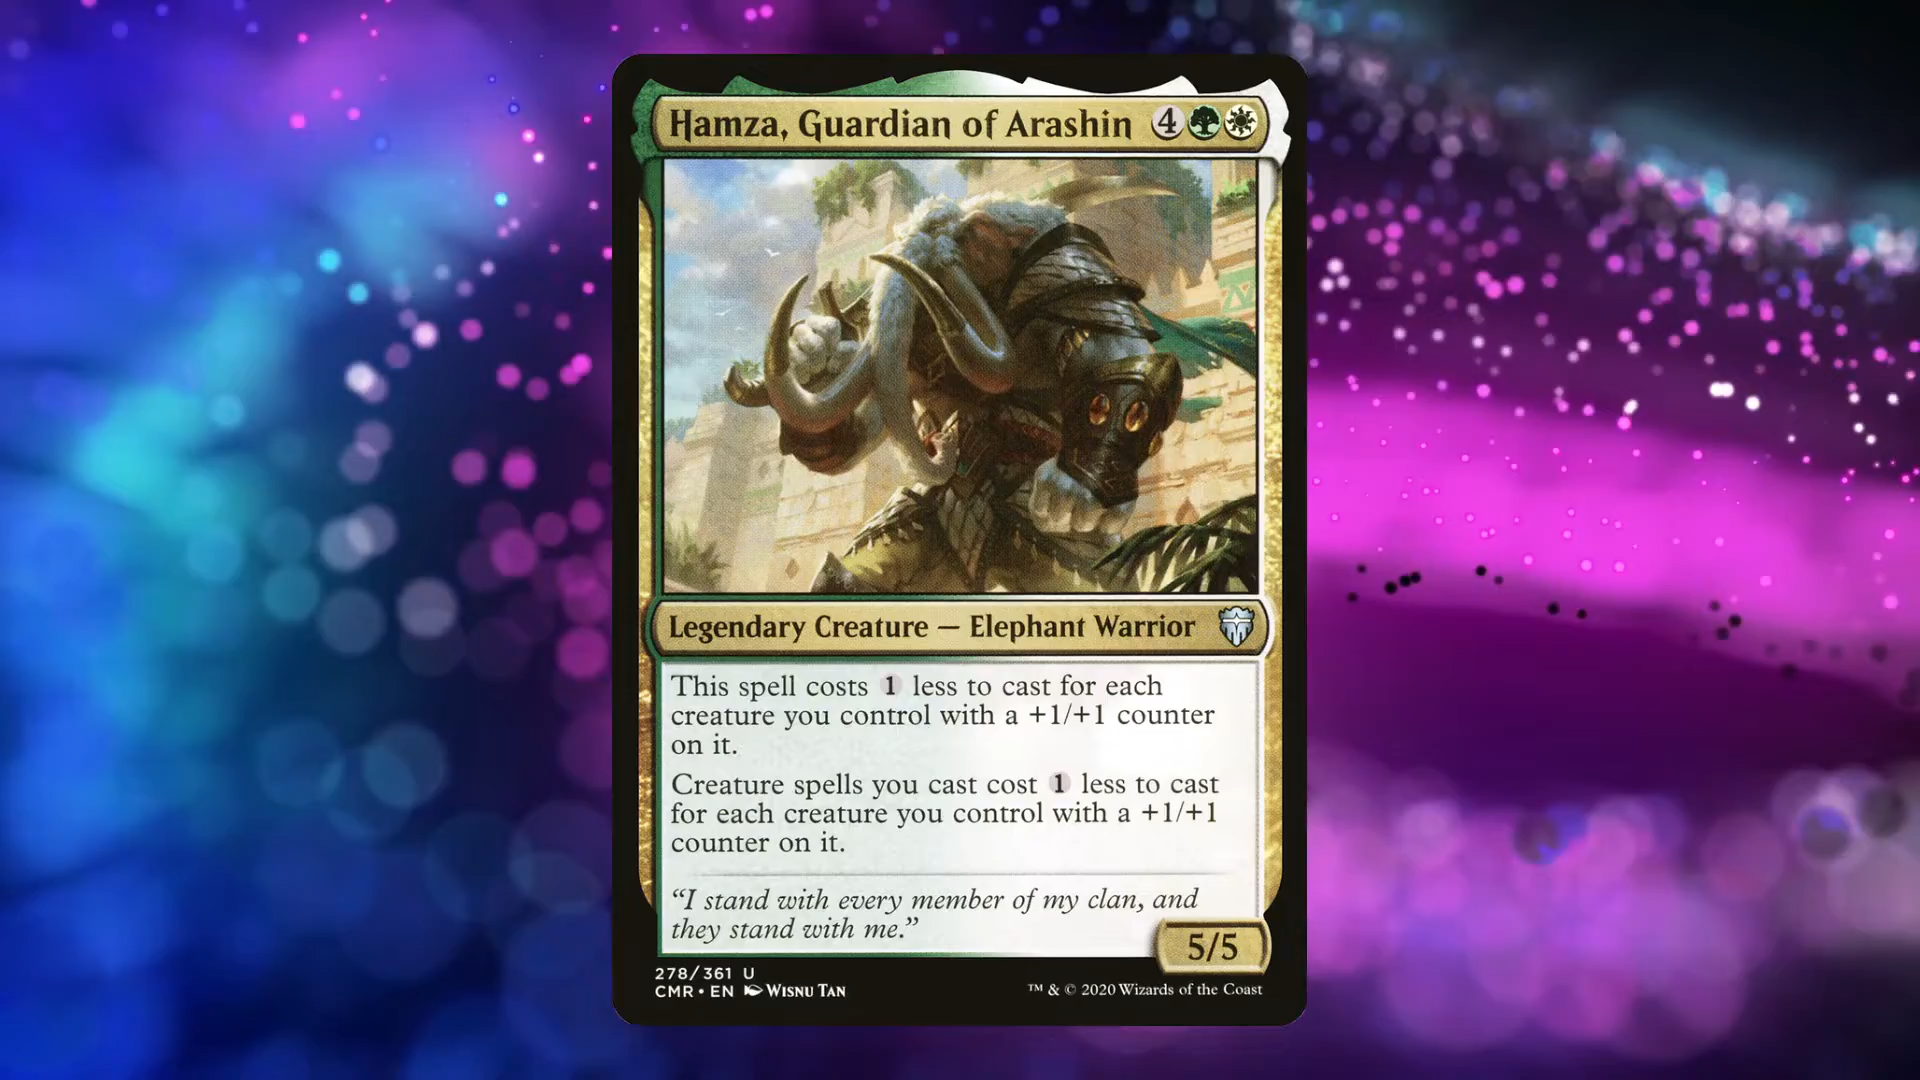 Hamza, Guardian of Arashin 4
Legendary Creature — Elephant Warrior
This spell costs 1 less to cast for each
creature you control with a +1/+1 counter
on it.
Creature spells you cast cost 1 less to cast
for each creature you control with a +1/+1
counter on it.
“I stand with every member of my clan, and
they stand with me.”
5/5
278/361 U
CMR • EN Wisnu Tan
™ & © 2020 Wizards of the Coast